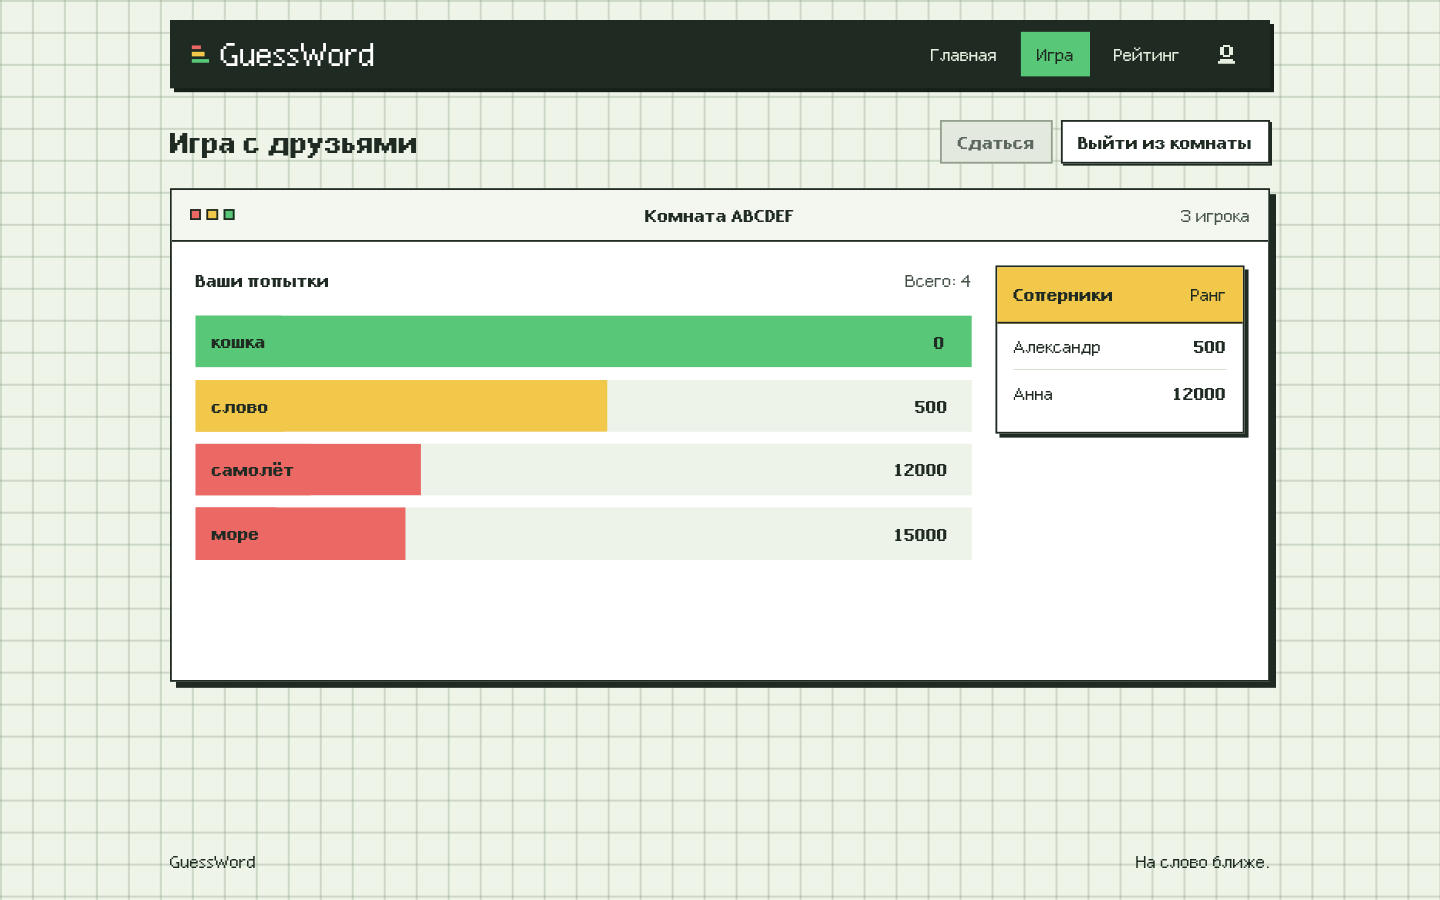 GuessWord
Главная Игра Рейтинг
Игра с друзьями
Сдаться Выйти из комнаты
Комната ABCDEF 3 игрока
Ваши попытки Всего: 4
кошка 0
слово 500
самолёт 12000
море 15000
Соперники Ранг
Александр 500
Анна 12000
GuessWord На слово ближе.